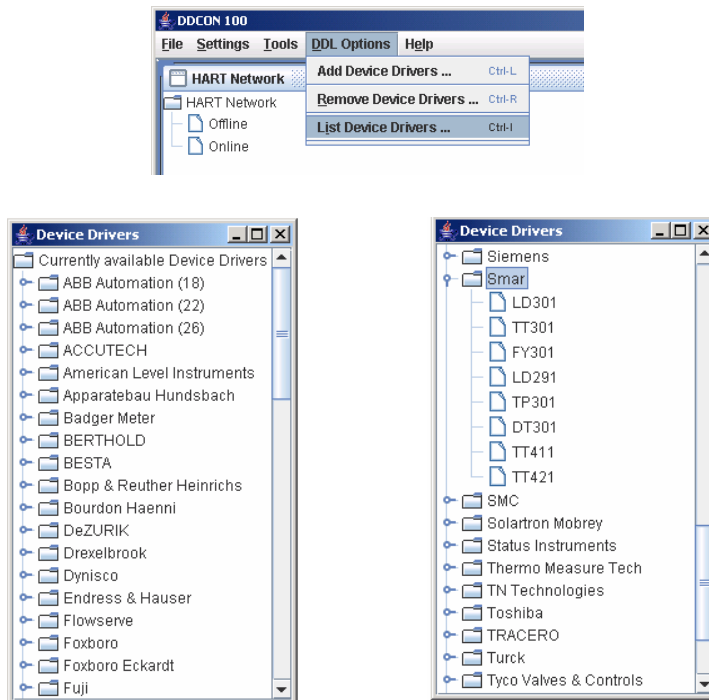 DDCON 100
File Settings Tools DDL Options Help
HART Network
Add Device Drivers ... Ctrl-L
HART Network
Remove Device Drivers ... Ctrl-R
Offline
List Device Drivers ... Ctrl-I
Online
Device Drivers
Currently available Device Drivers
ABB Automation (18)
ABB Automation (22)
ABB Automation (26)
ACCUTECH
American Level Instruments
Apparatebau Hundsbach
Badger Meter
BERTHOLD
BESTA
Bopp & Reuther Heinrichs
Bourdon Haenni
DeZURIK
Drexelbrook
Dynisco
Endress & Hauser
Flowserve
Foxboro
Foxboro Eckardt
Fuji
Device Drivers
Siemens
Smar
LD301
TT301
FY301
LD291
TP301
DT301
TT411
TT421
SMC
Solartron Mobrey
Status Instruments
Thermo Measure Tech
TN Technologies
Toshiba
TRACERO
Turck
Tyco Valves & Controls